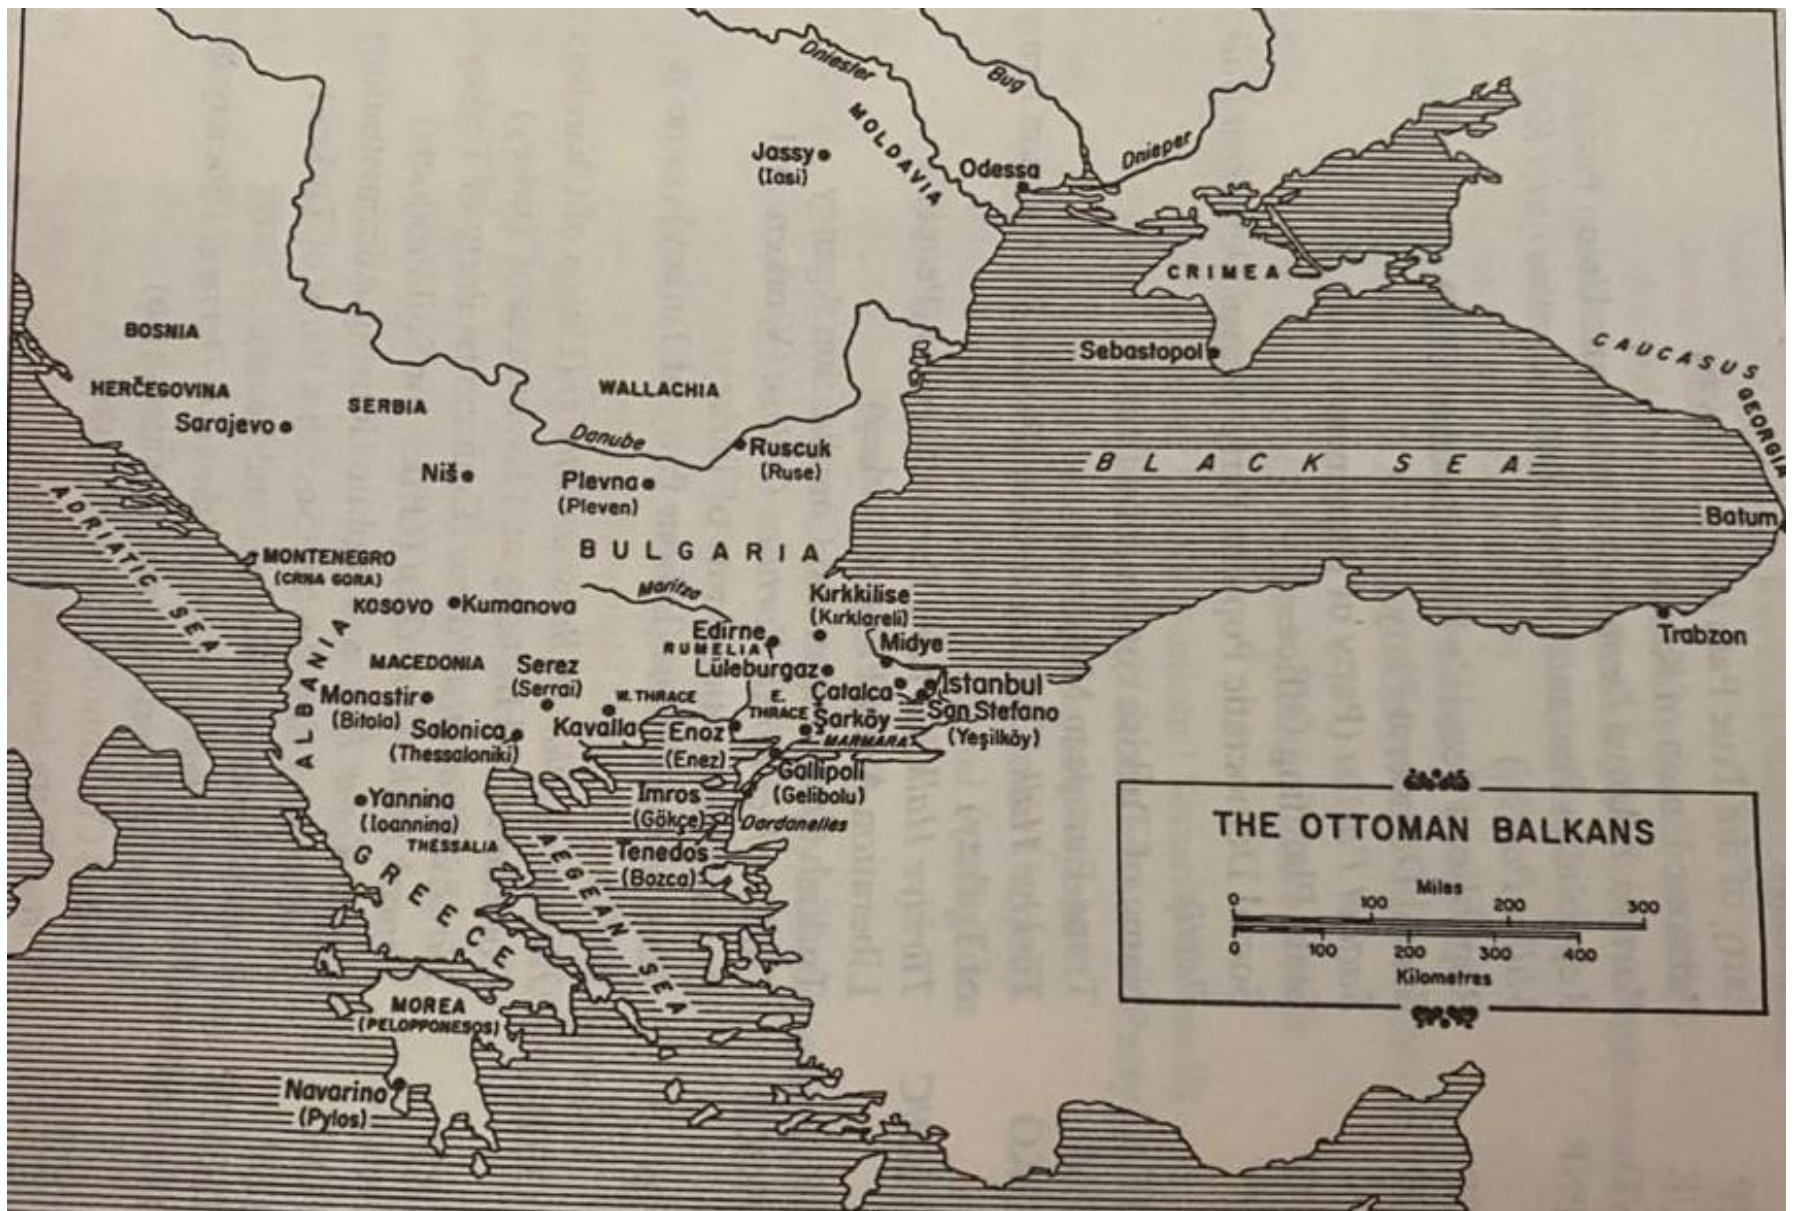 Dniester
Bug
Dnieper
MOLDAVIA
Jassy
(Iasi)
Odessa
CRIMEA
Sebastopol
CAUCASUS
GEORGIA
BOSNIA
HERČEGOVINA
Sarajevo
SERBIA
WALLACHIA
Danube
Ruscuk
(Ruse)
Niš
Plevna
(Pleven)
BLACK SEA
Batum
ADRIATIC SEA
BULGARIA
MONTENEGRO
(CRNA GORA)
KOSOVO
Kumanova
Maritza
Kırkkilise
(Kırklareli)
Edirne
RUMELIA
Midye
Trabzon
ALBANIA
MACEDONIA
Serez
(Serrai)
Lüleburgaz
W. THRACE
E.
THRACE
Çatalca
Istanbul
San Stefano
(Yeşilköy)
Monastir
(Bitola)
Salonica
(Thessaloniki)
Kavalla
Enoz
(Enez)
Şarköy
MARMARA
Gallipoli
(Gelibolu)
Yannina
(Ioannina)
THESSALIA
Imros
(Gökçe)
Dardanelles
Tenedos
(Bozca)
GREECE
AEGEAN SEA
MOREA
(PELOPPONESOS)
Navarino
(Pylos)
THE OTTOMAN BALKANS
Miles
0 100 200 300
0 100 200 300 400
Kilometres